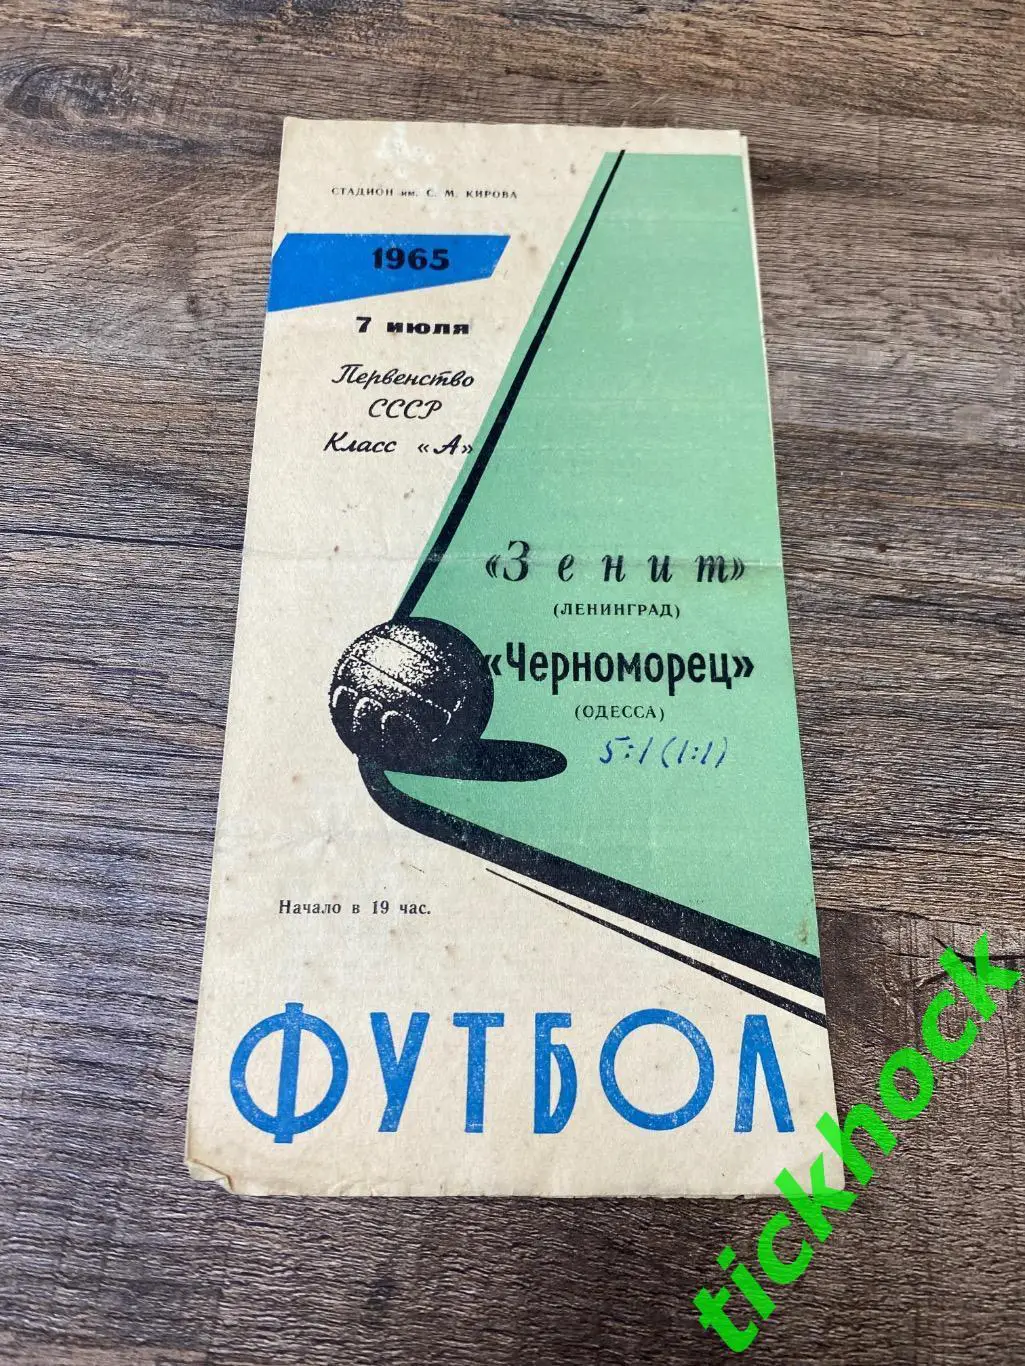 СТАДИОН им. С. М. КИРОВА
1965
7 июля
Первенство
СССР
Класс «А»
«Зенит»
(ЛЕНИНГРАД)
«Черноморец»
(ОДЕССА)
5:1 (1:1)
Начало в 19 час.
ФУТБОЛ
tickhock